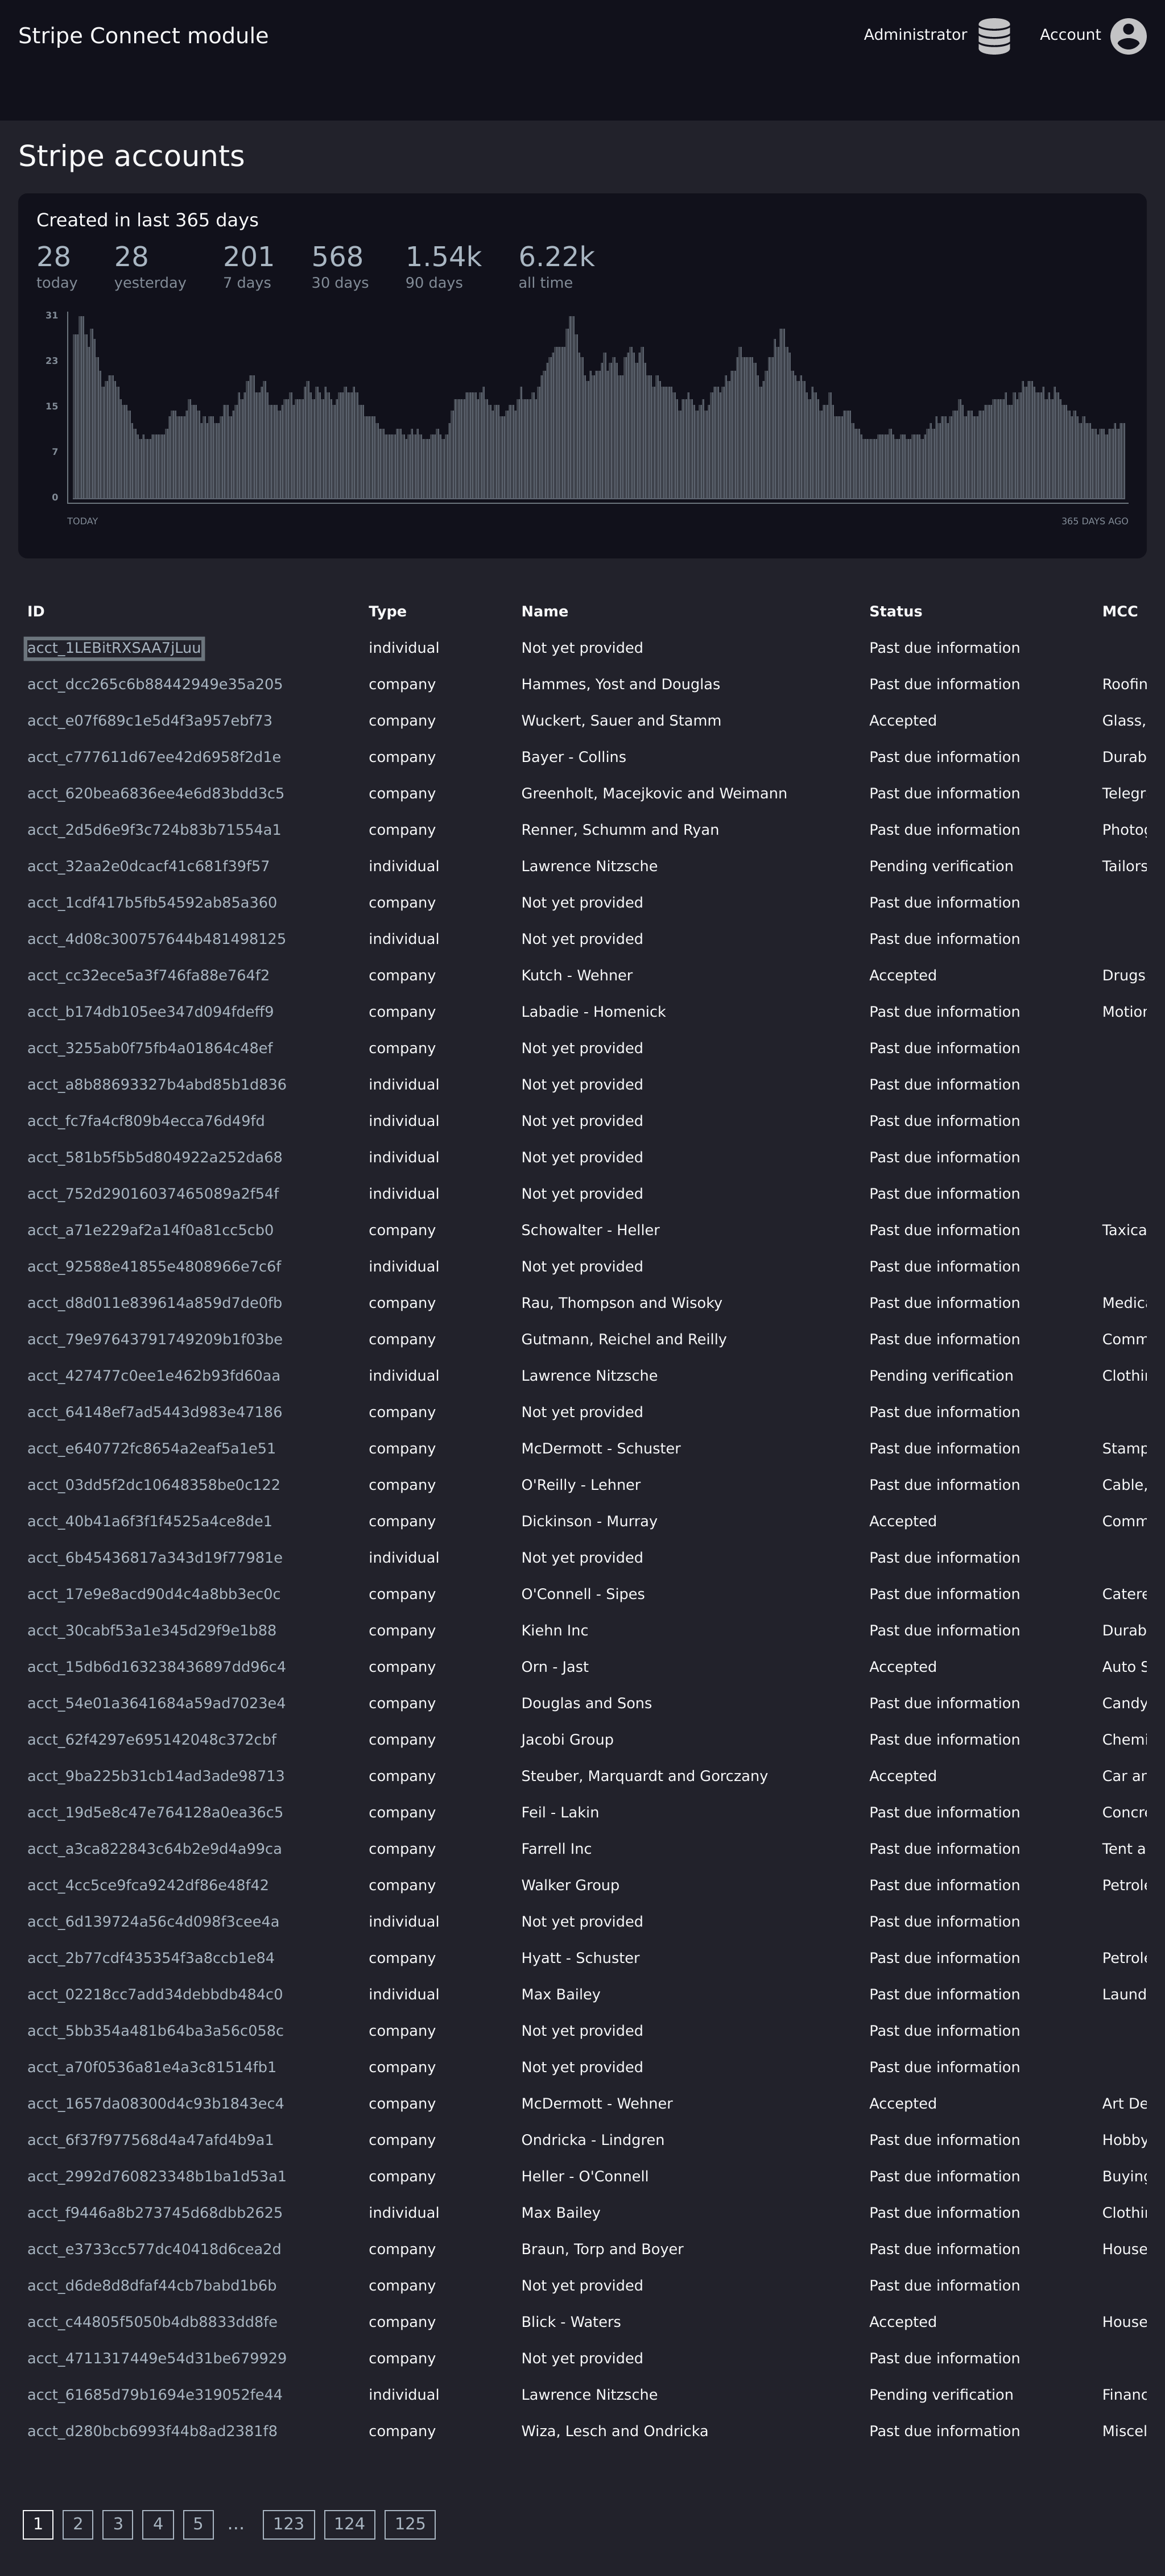 Stripe Connect module
Administrator
Account
Stripe accounts
Created in last 365 days
28 28 201 568 1.54k 6.22k
today yesterday 7 days 30 days 90 days all time
31
23
15
7
0
TODAY 365 DAYS AGO
ID Type Name Status MCC
acct_1LEBitRXSAA7jLuu individual Not yet provided Past due information
acct_dcc265c6b88442949e35a205 company Hammes, Yost and Douglas Past due information Roofin
acct_e07f689c1e5d4f3a957ebf73 company Wuckert, Sauer and Stamm Accepted Glass,
acct_c777611d67ee42d6958f2d1e company Bayer - Collins Past due information Durab
acct_620bea6836ee4e6d83bdd3c5 company Greenholt, Macejkovic and Weimann Past due information Telegr
acct_2d5d6e9f3c724b83b71554a1 company Renner, Schumm and Ryan Past due information Photog
acct_32aa2e0dcacf41c681f39f57 individual Lawrence Nitzsche Pending verification Tailors
acct_1cdf417b5fb54592ab85a360 company Not yet provided Past due information
acct_4d08c300757644b481498125 individual Not yet provided Past due information
acct_cc32ece5a3f746fa88e764f2 company Kutch - Wehner Accepted Drugs
acct_b174db105ee347d094fdeff9 company Labadie - Homenick Past due information Motion
acct_3255ab0f75fb4a01864c48ef company Not yet provided Past due information
acct_a8b88693327b4abd85b1d836 individual Not yet provided Past due information
acct_fc7fa4cf809b4ecca76d49fd individual Not yet provided Past due information
acct_581b5f5b5d804922a252da68 individual Not yet provided Past due information
acct_752d29016037465089a2f54f individual Not yet provided Past due information
acct_a71e229af2a14f0a81cc5cb0 company Schowalter - Heller Past due information Taxica
acct_92588e41855e4808966e7c6f individual Not yet provided Past due information
acct_d8d011e839614a859d7de0fb company Rau, Thompson and Wisoky Past due information Medica
acct_79e97643791749209b1f03be company Gutmann, Reichel and Reilly Past due information Comm
acct_427477c0ee1e462b93fd60aa individual Lawrence Nitzsche Pending verification Clothi
acct_64148ef7ad5443d983e47186 company Not yet provided Past due information
acct_e640772fc8654a2eaf5a1e51 company McDermott - Schuster Past due information Stamp
acct_03dd5f2dc10648358be0c122 company O'Reilly - Lehner Past due information Cable,
acct_40b41a6f3f1f4525a4ce8de1 company Dickinson - Murray Accepted Comm
acct_6b45436817a343d19f77981e individual Not yet provided Past due information
acct_17e9e8acd90d4c4a8bb3ec0c company O'Connell - Sipes Past due information Catere
acct_30cabf53a1e345d29f9e1b88 company Kiehn Inc Past due information Durab
acct_15db6d163238436897dd96c4 company Orn - Jast Accepted Auto S
acct_54e01a3641684a59ad7023e4 company Douglas and Sons Past due information Candy
acct_62f4297e695142048c372cbf company Jacobi Group Past due information Chemi
acct_9ba225b31cb14ad3ade98713 company Steuber, Marquardt and Gorczany Accepted Car an
acct_19d5e8c47e764128a0ea36c5 company Feil - Lakin Past due information Concre
acct_a3ca822843c64b2e9d4a99ca company Farrell Inc Past due information Tent a
acct_4cc5ce9fca9242df86e48f42 company Walker Group Past due information Petrole
acct_6d139724a56c4d098f3cee4a individual Not yet provided Past due information
acct_2b77cdf435354f3a8ccb1e84 company Hyatt - Schuster Past due information Petrole
acct_02218cc7add34debbdb484c0 individual Max Bailey Past due information Laund
acct_5bb354a481b64ba3a56c058c company Not yet provided Past due information
acct_a70f0536a81e4a3c81514fb1 company Not yet provided Past due information
acct_1657da08300d4c93b1843ec4 company McDermott - Wehner Accepted Art De
acct_6f37f977568d4a47afd4b9a1 company Ondricka - Lindgren Past due information Hobby
acct_2992d760823348b1ba1d53a1 company Heller - O'Connell Past due information Buying
acct_f9446a8b273745d68dbb2625 individual Max Bailey Past due information Clothi
acct_e3733cc577dc40418d6cea2d company Braun, Torp and Boyer Past due information House
acct_d6de8d8dfaf44cb7babd1b6b company Not yet provided Past due information
acct_c44805f5050b4db8833dd8fe company Blick - Waters Accepted House
acct_4711317449e54d31be679929 company Not yet provided Past due information
acct_61685d79b1694e319052fe44 individual Lawrence Nitzsche Pending verification Financ
acct_d280bcb6993f44b8ad2381f8 company Wiza, Lesch and Ondricka Past due information Miscel
1 2 3 4 5 ... 123 124 125